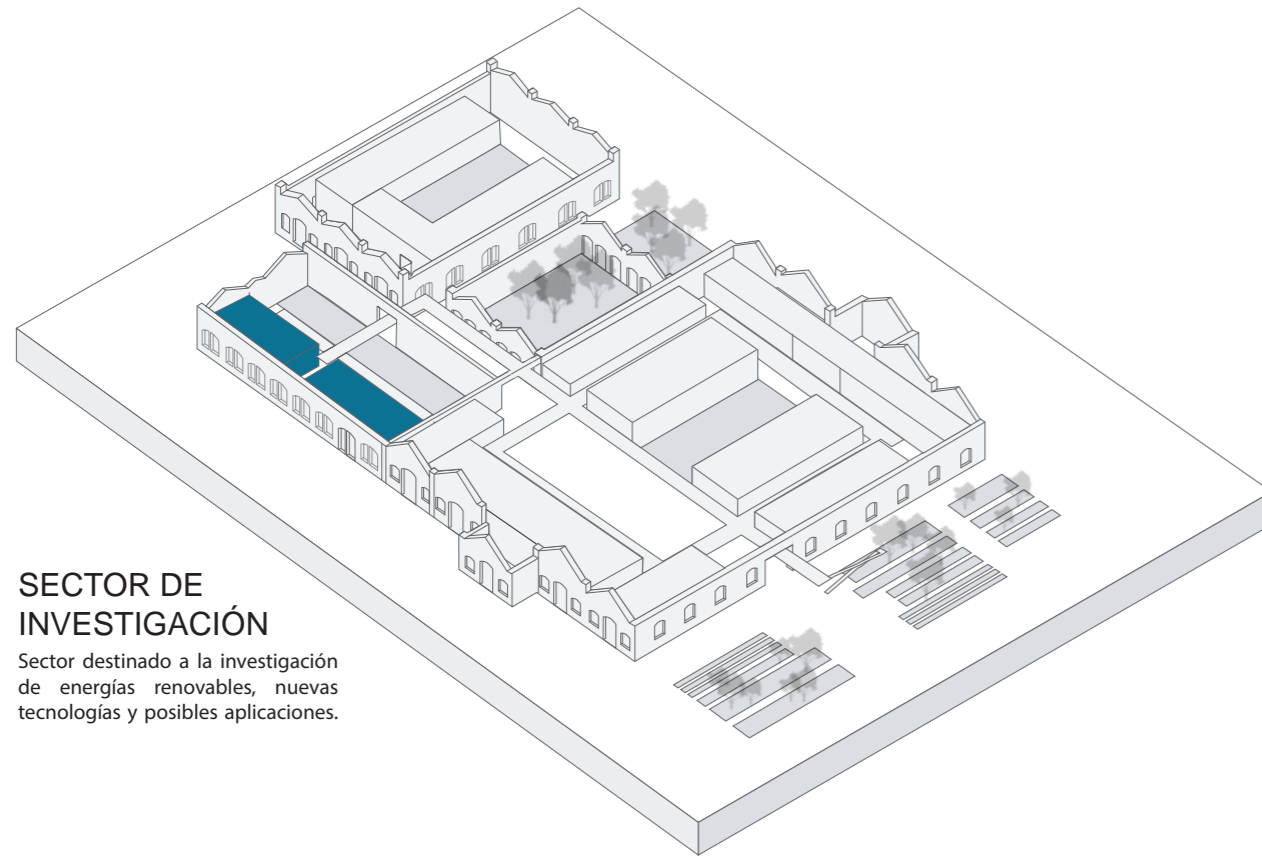 SECTOR DE
INVESTIGACIÓN
Sector destinado a la investigación
de energías renovables, nuevas
tecnologías y posibles aplicaciones.